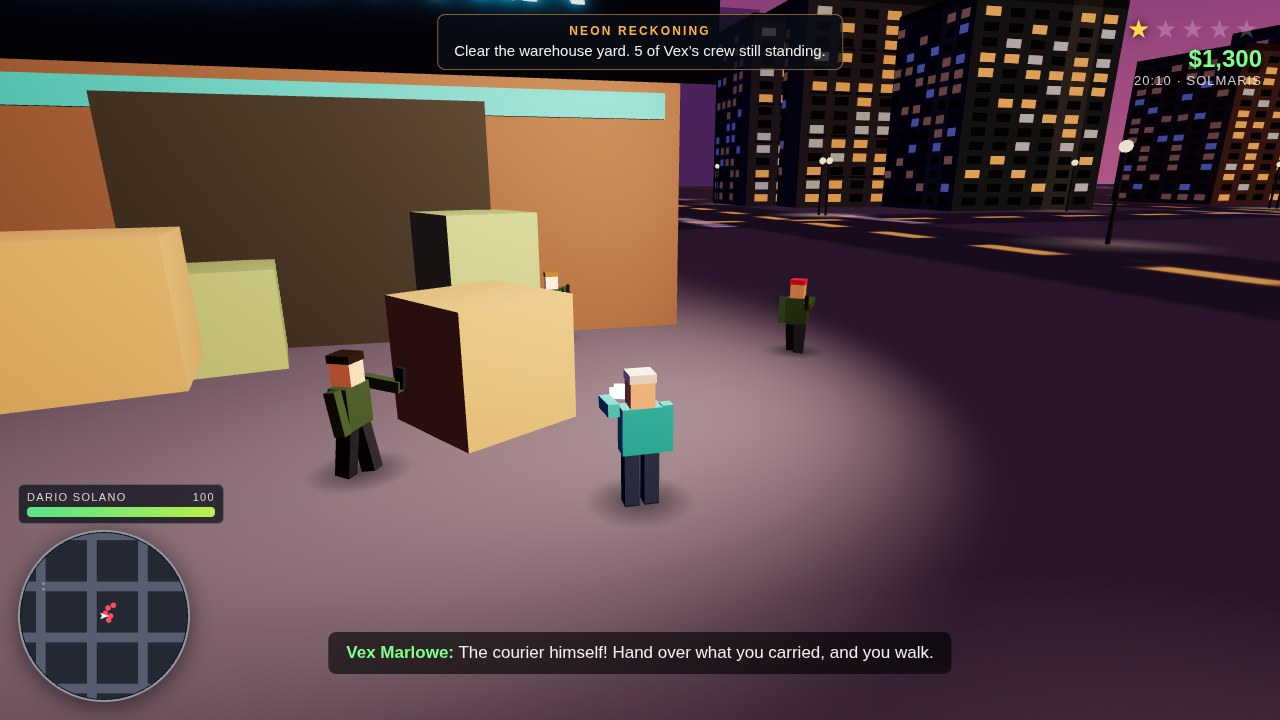 NEON RECKONING
Clear the warehouse yard. 5 of Vex's crew still standing.
$1,300
20:10 · SOLMARIS
DARIO SOLANO 100
Vex Marlowe: The courier himself! Hand over what you carried, and you walk.